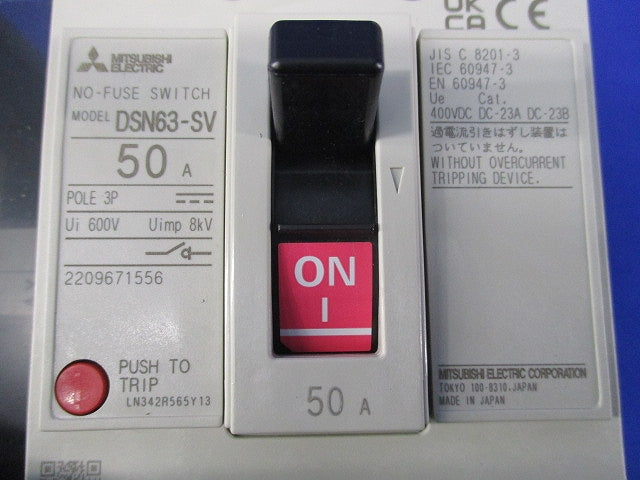 MITSUBISHI
ELECTRIC
NO-FUSE SWITCH
MODEL DSN63-SV
50 A
POLE 3P
Ui 600V Uimp 8kV
2209671556
PUSH TO
TRIP
LN342R565Y13
ON
I
50 A
UK
CA CE
JIS C 8201-3
IEC 60947-3
EN 60947-3
Ue Cat.
400VDC DC-23A DC-23B
過電流引きはずし装置は
ついていません。
WITHOUT OVERCURRENT
TRIPPING DEVICE.
MITSUBISHI ELECTRIC CORPORATION
TOKYO 100-8310,JAPAN
MADE IN JAPAN